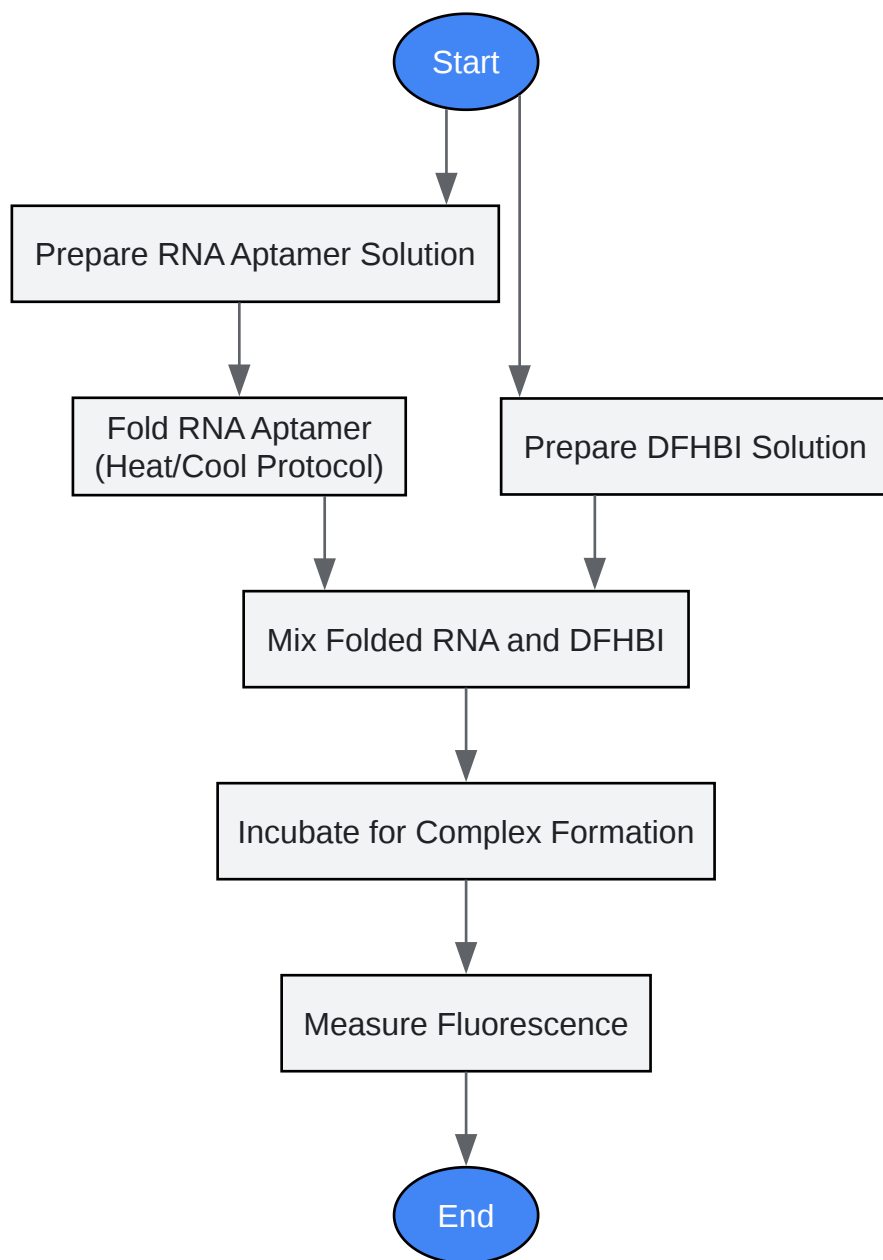 Start
Prepare RNA Aptamer Solution
Fold RNA Aptamer
(Heat/Cool Protocol)
Prepare DFHBI Solution
Mix Folded RNA and DFHBI
Incubate for Complex Formation
Measure Fluorescence
End